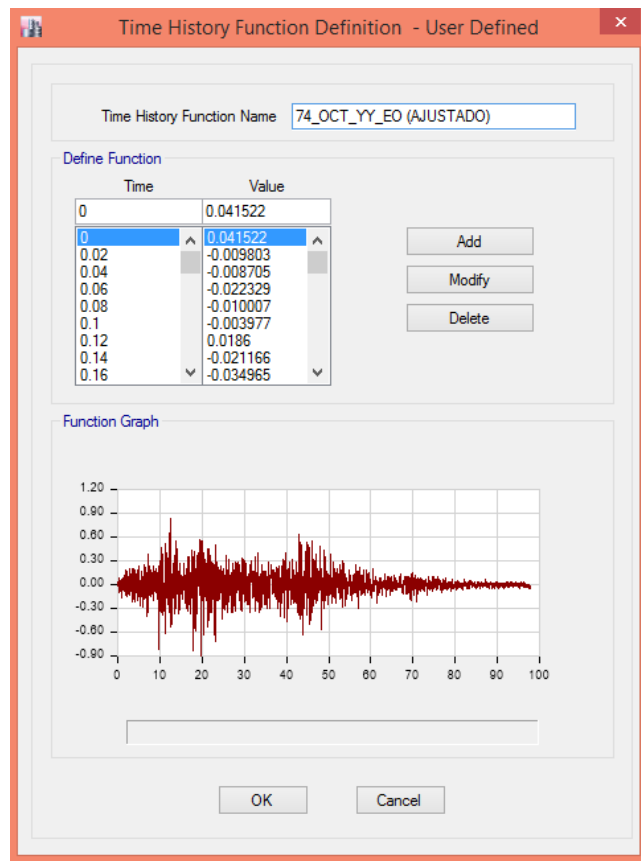 Time History Function Definition - User Defined
×
Time History Function Name 74_OCT_YY_EO (AJUSTADO)
Define Function
Time Value
0 0.041522
0 0.041522
0.02 -0.009803
0.04 -0.008705
0.06 -0.022329
0.08 -0.010007
0.1 -0.003977
0.12 0.0186
0.14 -0.021166
0.16 -0.034965
Add
Modify
Delete
Function Graph
1.20
0.90
0.60
0.30
0.00
-0.30
-0.60
-0.90
0 10 20 30 40 50 60 70 80 90 100
OK Cancel